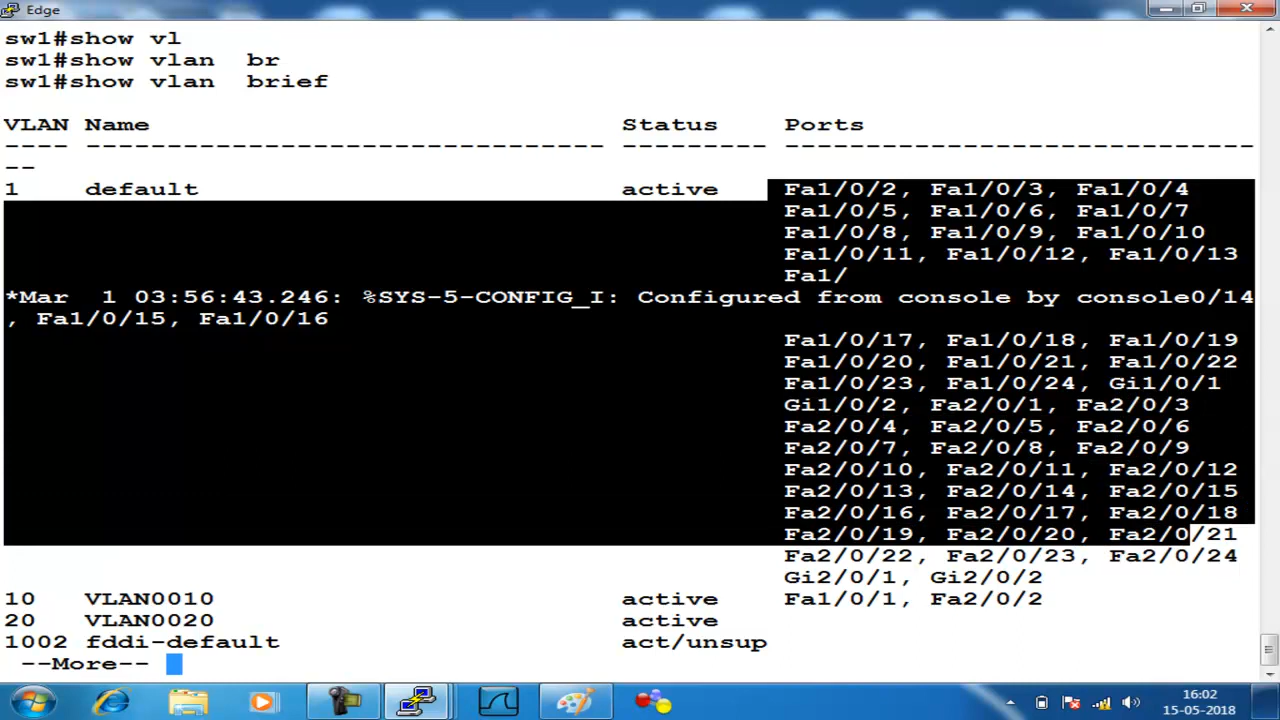 Edge
sw1#show vl
sw1#show vlan  br
sw1#show vlan  brief
VLAN Name                             Status    Ports
---- -------------------------------- --------- -----------------------------
--
1    default                          active    Fa1/0/2, Fa1/0/3, Fa1/0/4
                                                Fa1/0/5, Fa1/0/6, Fa1/0/7
                                                Fa1/0/8, Fa1/0/9, Fa1/0/10
                                                Fa1/0/11, Fa1/0/12, Fa1/0/13
                                                Fa1/
*Mar  1 03:56:43.246: %SYS-5-CONFIG_I: Configured from console by console0/14
, Fa1/0/15, Fa1/0/16
                                                Fa1/0/17, Fa1/0/18, Fa1/0/19
                                                Fa1/0/20, Fa1/0/21, Fa1/0/22
                                                Fa1/0/23, Fa1/0/24, Gi1/0/1
                                                Gi1/0/2, Fa2/0/1, Fa2/0/3
                                                Fa2/0/4, Fa2/0/5, Fa2/0/6
                                                Fa2/0/7, Fa2/0/8, Fa2/0/9
                                                Fa2/0/10, Fa2/0/11, Fa2/0/12
                                                Fa2/0/13, Fa2/0/14, Fa2/0/15
                                                Fa2/0/16, Fa2/0/17, Fa2/0/18
                                                Fa2/0/19, Fa2/0/20, Fa2/0/21
                                                Fa2/0/22, Fa2/0/23, Fa2/0/24
                                                Gi2/0/1, Gi2/0/2
10   VLAN0010                         active    Fa1/0/1, Fa2/0/2
20   VLAN0020                         active
1002 fddi-default                     act/unsup
 --More--
16:02
15-05-2018